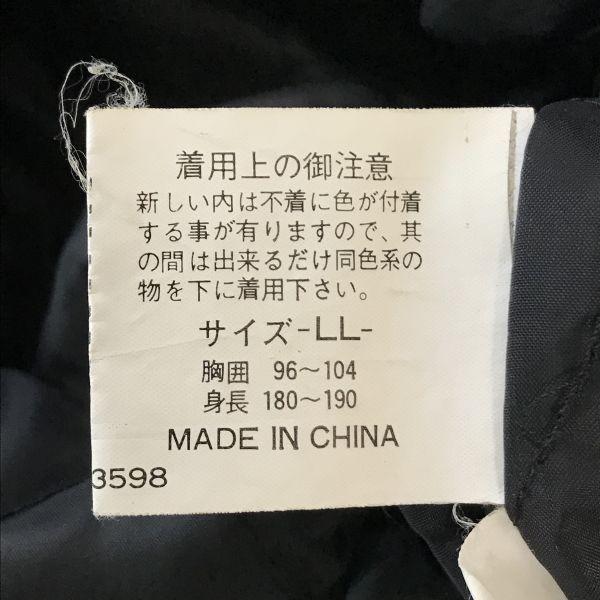 着用上の御注意
新しい内は不着に色が付着
する事が有りますので、其
の間は出来るだけ同色系の
物を下に着用下さい。
サイズ-LL-
胸囲 96〜104
身長 180〜190
MADE IN CHINA
3598